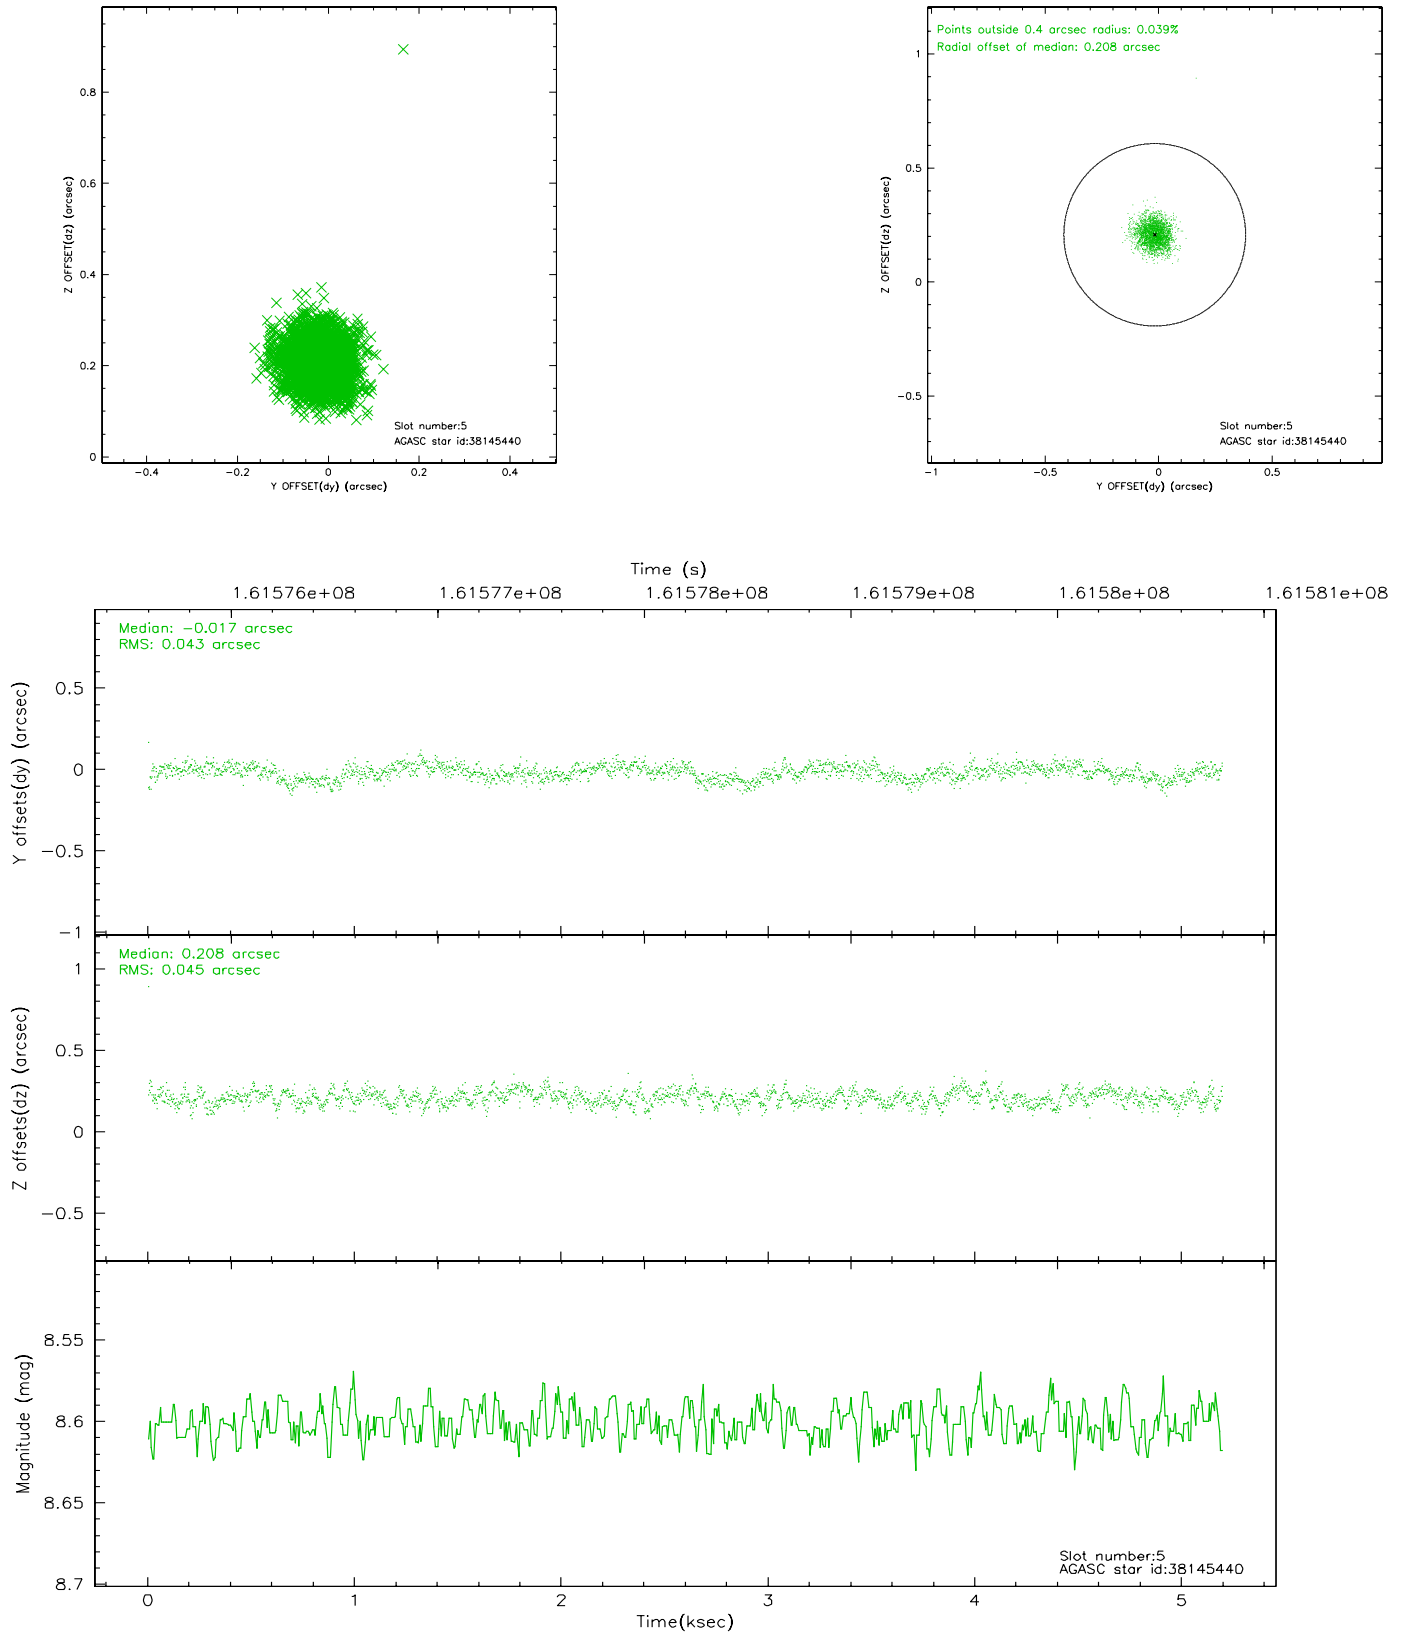 0.8
0.6
0.4
0.2
0
−0.4
−0.2
0
0.2
0.4
Z OFFSET(dz) (arcsec)
Y OFFSET(dy) (arcsec)
Slot number:5
AGASC star id:38145440
Points outside 0.4 arcsec radius: 0.039%
Radial offset of median: 0.208 arcsec
1
0.5
0
−0.5
−1
−0.5
0
0.5
Z OFFSET(dz) (arcsec)
Y OFFSET(dy) (arcsec)
Slot number:5
AGASC star id:38145440
Time (s)
1.61576e+08 1.61577e+08 1.61578e+08 1.61579e+08 1.6158e+08 1.61581e+08
Median: −0.017 arcsec
RMS: 0.043 arcsec
0.5
0
−0.5
−1
Y offsets(dy) (arcsec)
Median: 0.208 arcsec
RMS: 0.045 arcsec
1
0.5
0
−0.5
Z offsets(dz) (arcsec)
8.55
8.6
8.65
8.7
Magnitude (mag)
Slot number:5
AGASC star id:38145440
0 1 2 3 4 5
Time(ksec)